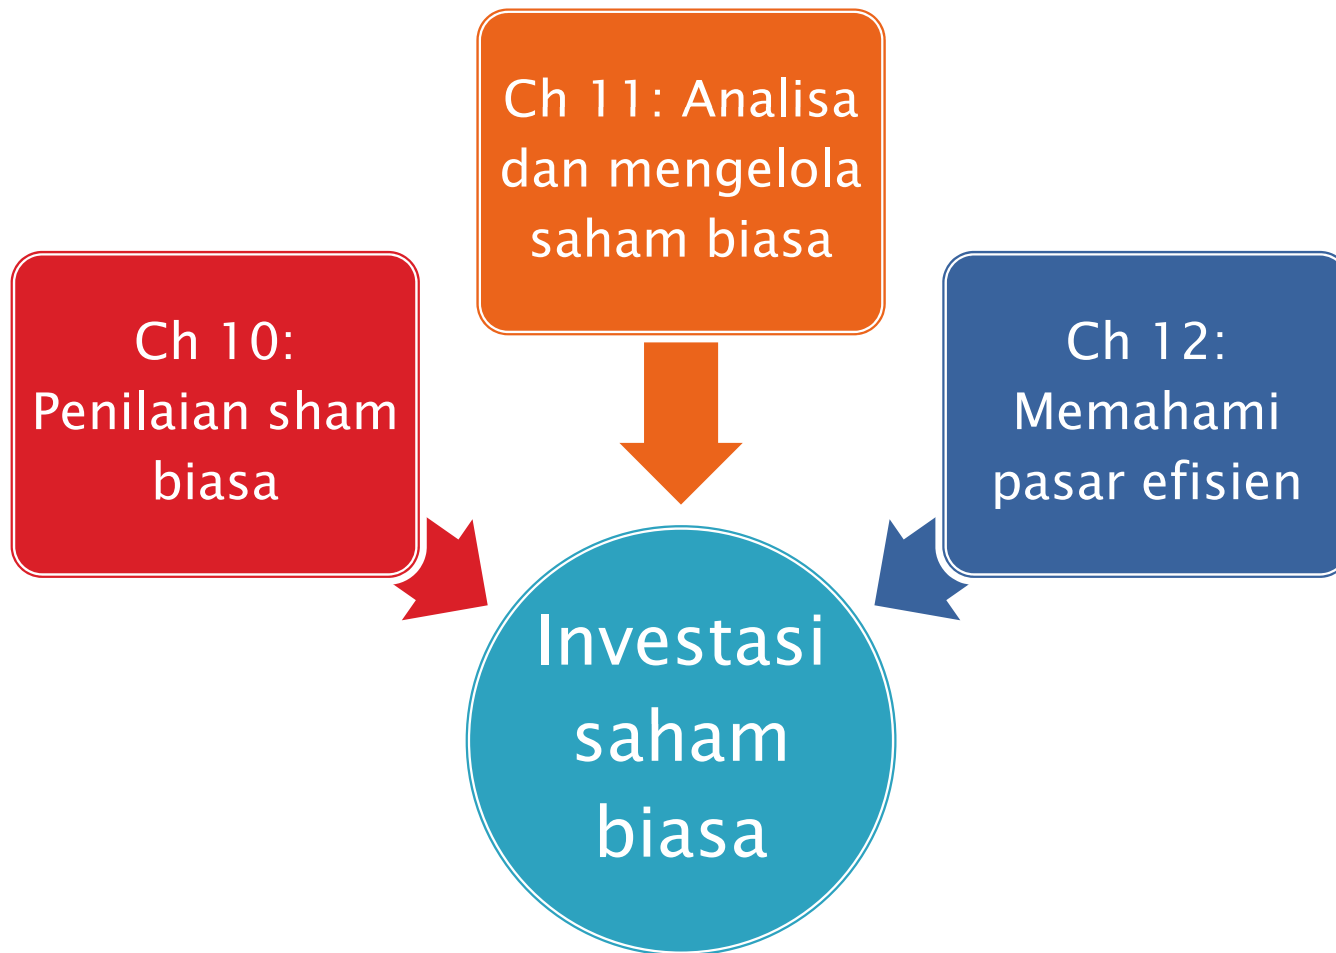 Ch 11: Analisa
dan mengelola
saham biasa
Ch 10:
Penilaian sham
biasa
Ch 12:
Memahami
pasar efisien
Investasi
saham
biasa